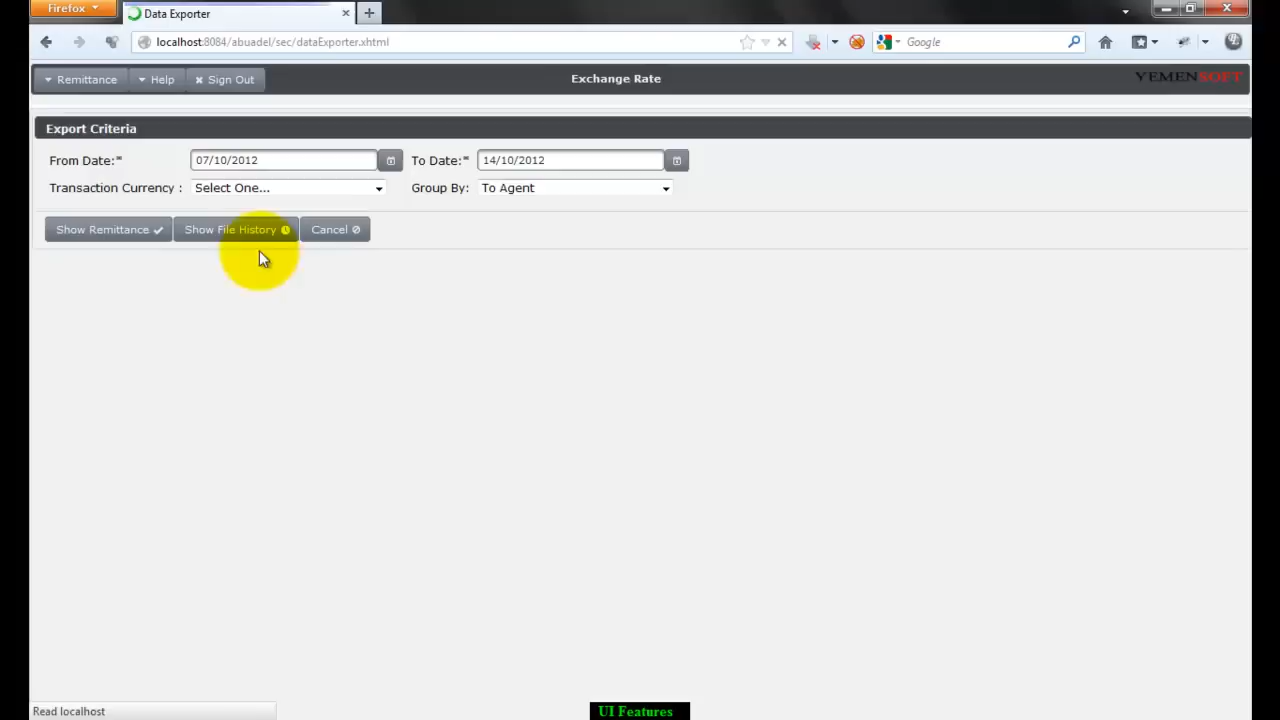 Firefox
Data Exporter
localhost:8084/abuadel/sec/dataExporter.xhtml
Google
Remittance Help Sign Out Exchange Rate YEMENSOFT
Export Criteria
From Date:* 07/10/2012 To Date:* 14/10/2012
Transaction Currency : Select One... Group By: To Agent
Show Remittance Show File History Cancel
Read localhost
UI Features